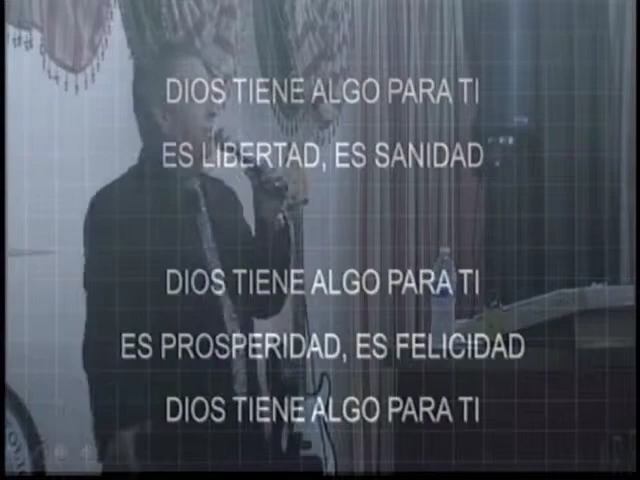 DIOS TIENE ALGO PARA TI
ES LIBERTAD, ES SANIDAD
DIOS TIENE ALGO PARA TI
ES PROSPERIDAD, ES FELICIDAD
DIOS TIENE ALGO PARA TI